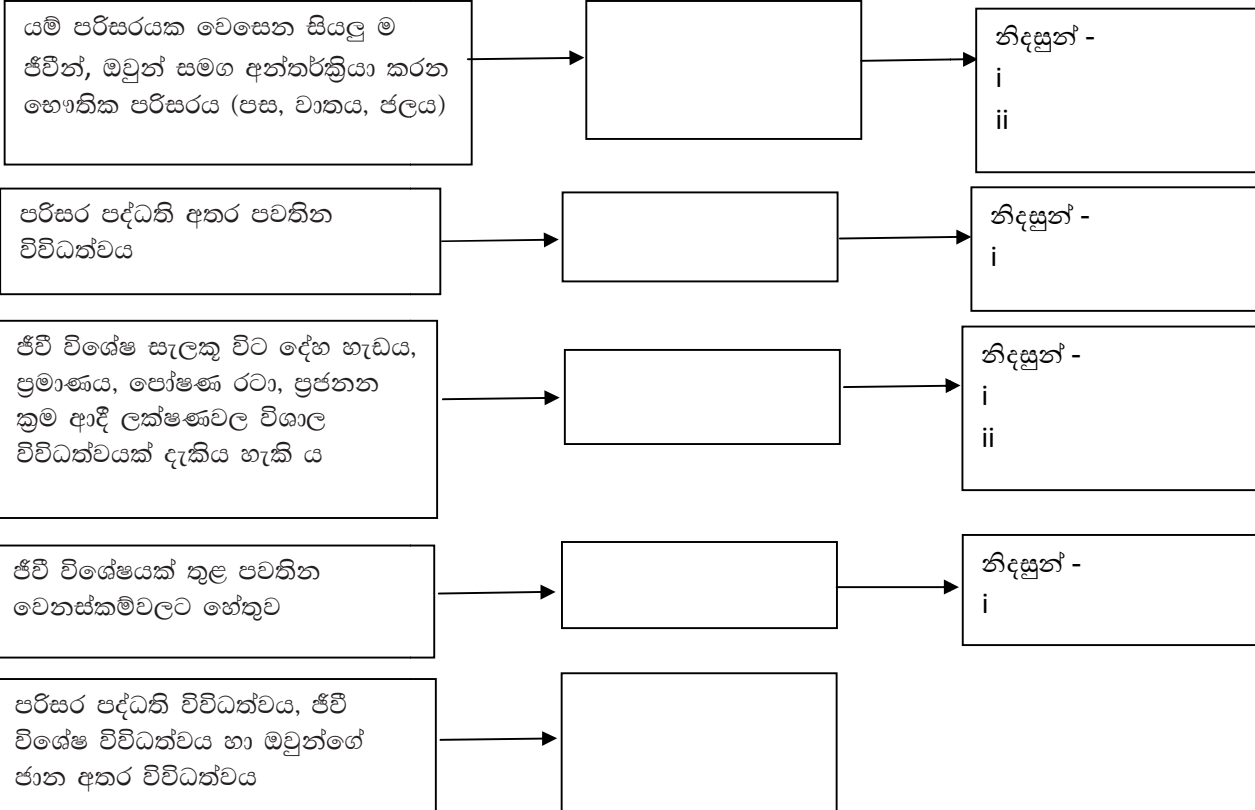 යම් පරිසරයක වෙසෙන සියලු ම
ජීවීන්, ඔවුන් සමග අන්තර්ක්‍රියා කරන
භෞතික පරිසරය (පස, වාතය, ජලය)
නිදසුන් -
i
ii
පරිසර පද්ධති අතර පවතින
විවිධත්වය
නිදසුන් -
i
ජීවී විශේෂ සැලකූ විට දේහ හැඩය,
ප්‍රමාණය, පෝෂණ රටා, ප්‍රජනන
ක්‍රම ආදී ලක්ෂණවල විශාල
විවිධත්වයක් දැකිය හැකි ය
නිදසුන් -
i
ii
ජීවී විශේෂයක් තුළ පවතින
වෙනස්කම්වලට හේතුව
නිදසුන් -
i
පරිසර පද්ධති විවිධත්වය, ජීවී
විශේෂ විවිධත්වය හා ඔවුන්ගේ
ජාන අතර විවිධත්වය